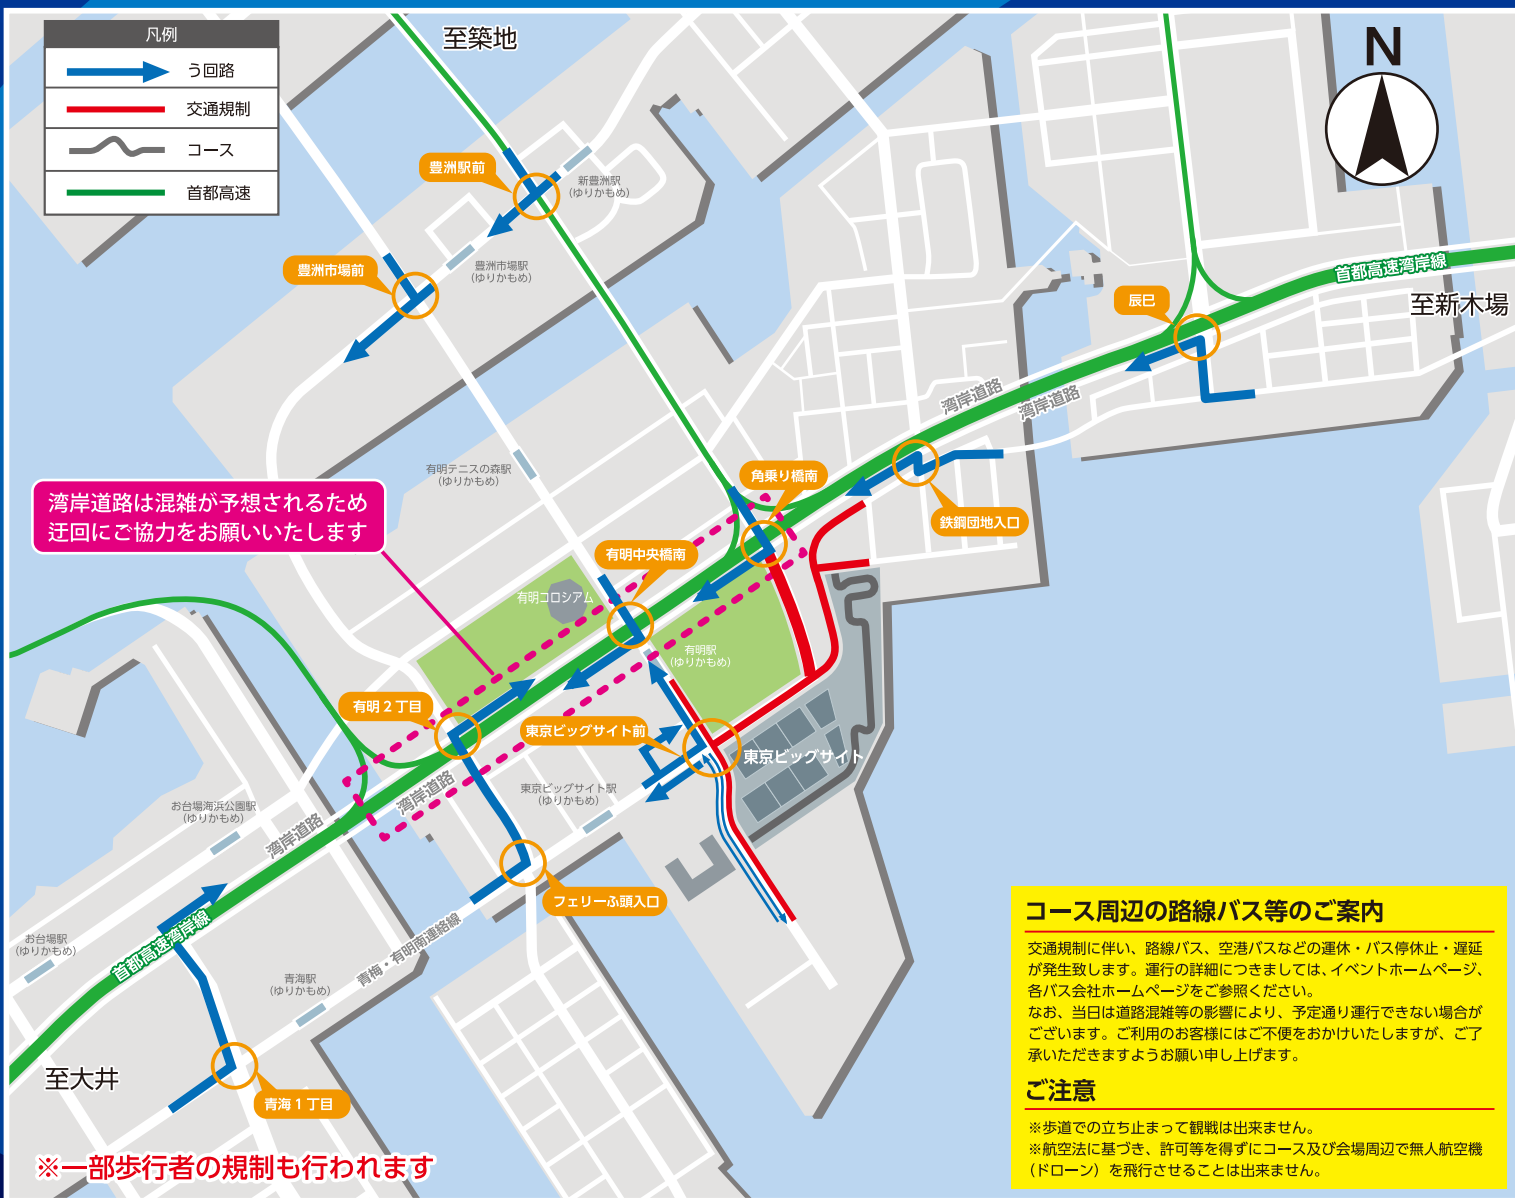 凡例
う回路
交通規制
コース
首都高速
至築地
N
豊洲駅前
新豊洲駅
(ゆりかもめ)
豊洲市場前
豊洲市場駅
(ゆりかもめ)
首都高速湾岸線
至新木場
辰巳
湾岸道路
湾岸道路
有明テニスの森駅
(ゆりかもめ)
角乗り橋南
鉄鋼団地入口
湾岸道路は混雑が予想されるため
迂回にご協力をお願いいたします
有明中央橋南
有明コロシアム
有明駅
(ゆりかもめ)
有明2丁目
東京ビッグサイト前
東京ビッグサイト
東京ビッグサイト駅
(ゆりかもめ)
湾岸道路
お台場海浜公園駅
(ゆりかもめ)
湾岸道路
フェリーふ頭入口
お台場駅
(ゆりかもめ)
首都高速湾岸線
青海駅
(ゆりかもめ)
青梅・有明南連絡線
至大井
青海1丁目
※一部歩行者の規制も行われます
コース周辺の路線バス等のご案内
交通規制に伴い、路線バス、空港バスなどの運休・バス停休止・遅延
が発生致します。運行の詳細につきましては、イベントホームページ、
各バス会社ホームページをご参照ください。
なお、当日は道路混雑等の影響により、予定通り運行できない場合が
ございます。ご利用のお客様にはご不便をおかけいたしますが、ご了
承いただきますようお願い申し上げます。
ご注意
※歩道での立ち止まって観戦は出来ません。
※航空法に基づき、許可等を得ずにコース及び会場周辺で無人航空機
（ドローン）を飛行させることは出来ません。